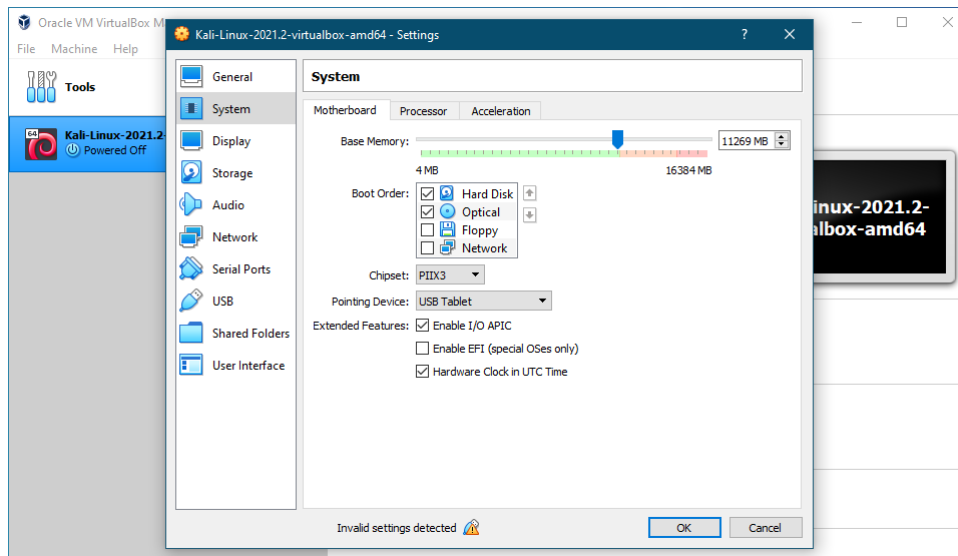 Oracle VM VirtualBox M
File Machine Help
Tools
64
Kali-Linux-2021.2-
Powered Off
Kali-Linux-2021.2-virtualbox-amd64 - Settings
?
General
System
Display
Storage
Audio
Network
Serial Ports
USB
Shared Folders
User Interface
System
Motherboard Processor Acceleration
Base Memory: 11269 MB
4 MB 16384 MB
Boot Order: Hard Disk
Optical
Floppy
Network
Chipset: PIIX3
Pointing Device: USB Tablet
Extended Features: Enable I/O APIC
Enable EFI (special OSes only)
Hardware Clock in UTC Time
Invalid settings detected
OK Cancel
inux-2021.2-
albox-amd64